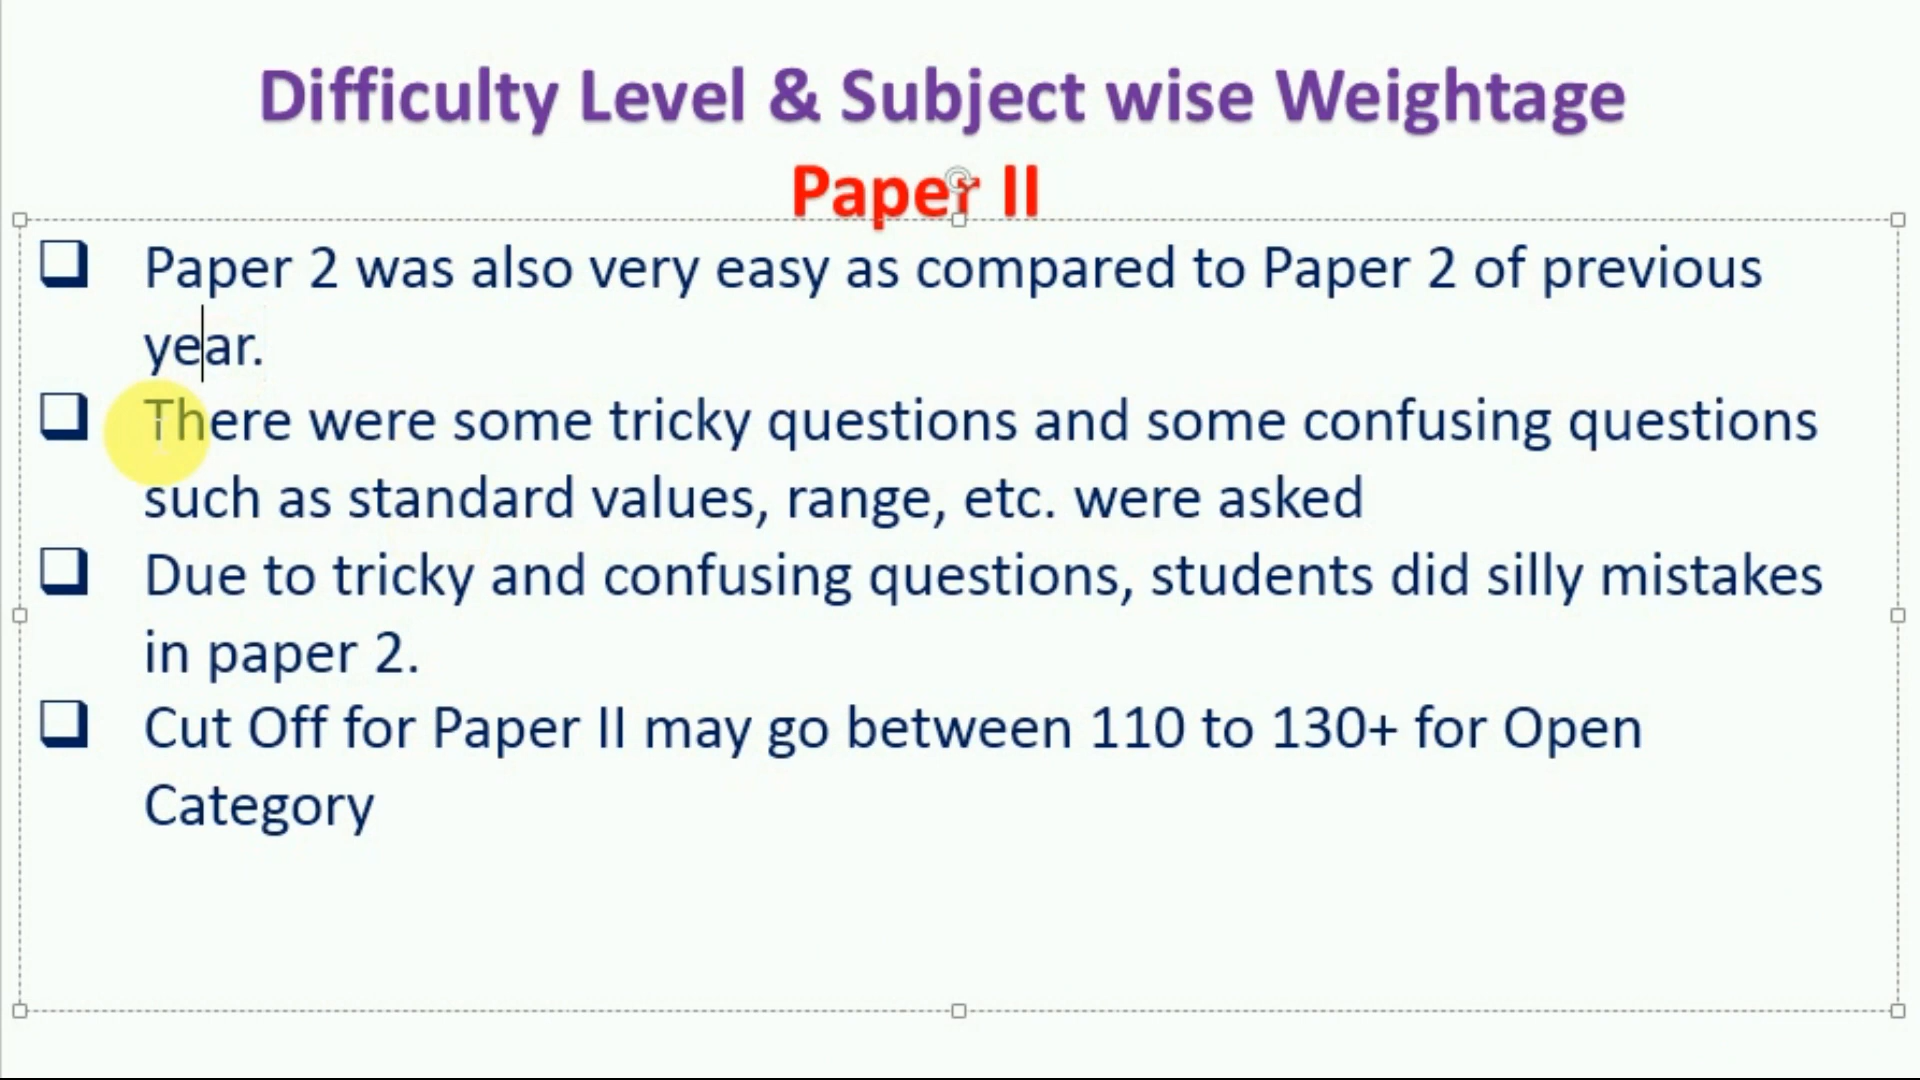 Difficulty Level & Subject wise Weightage
Paper II
Paper 2 was also very easy as compared to Paper 2 of previous
year.
There were some tricky questions and some confusing questions
such as standard values, range, etc. were asked
Due to tricky and confusing questions, students did silly mistakes
in paper 2.
Cut Off for Paper II may go between 110 to 130+ for Open
Category